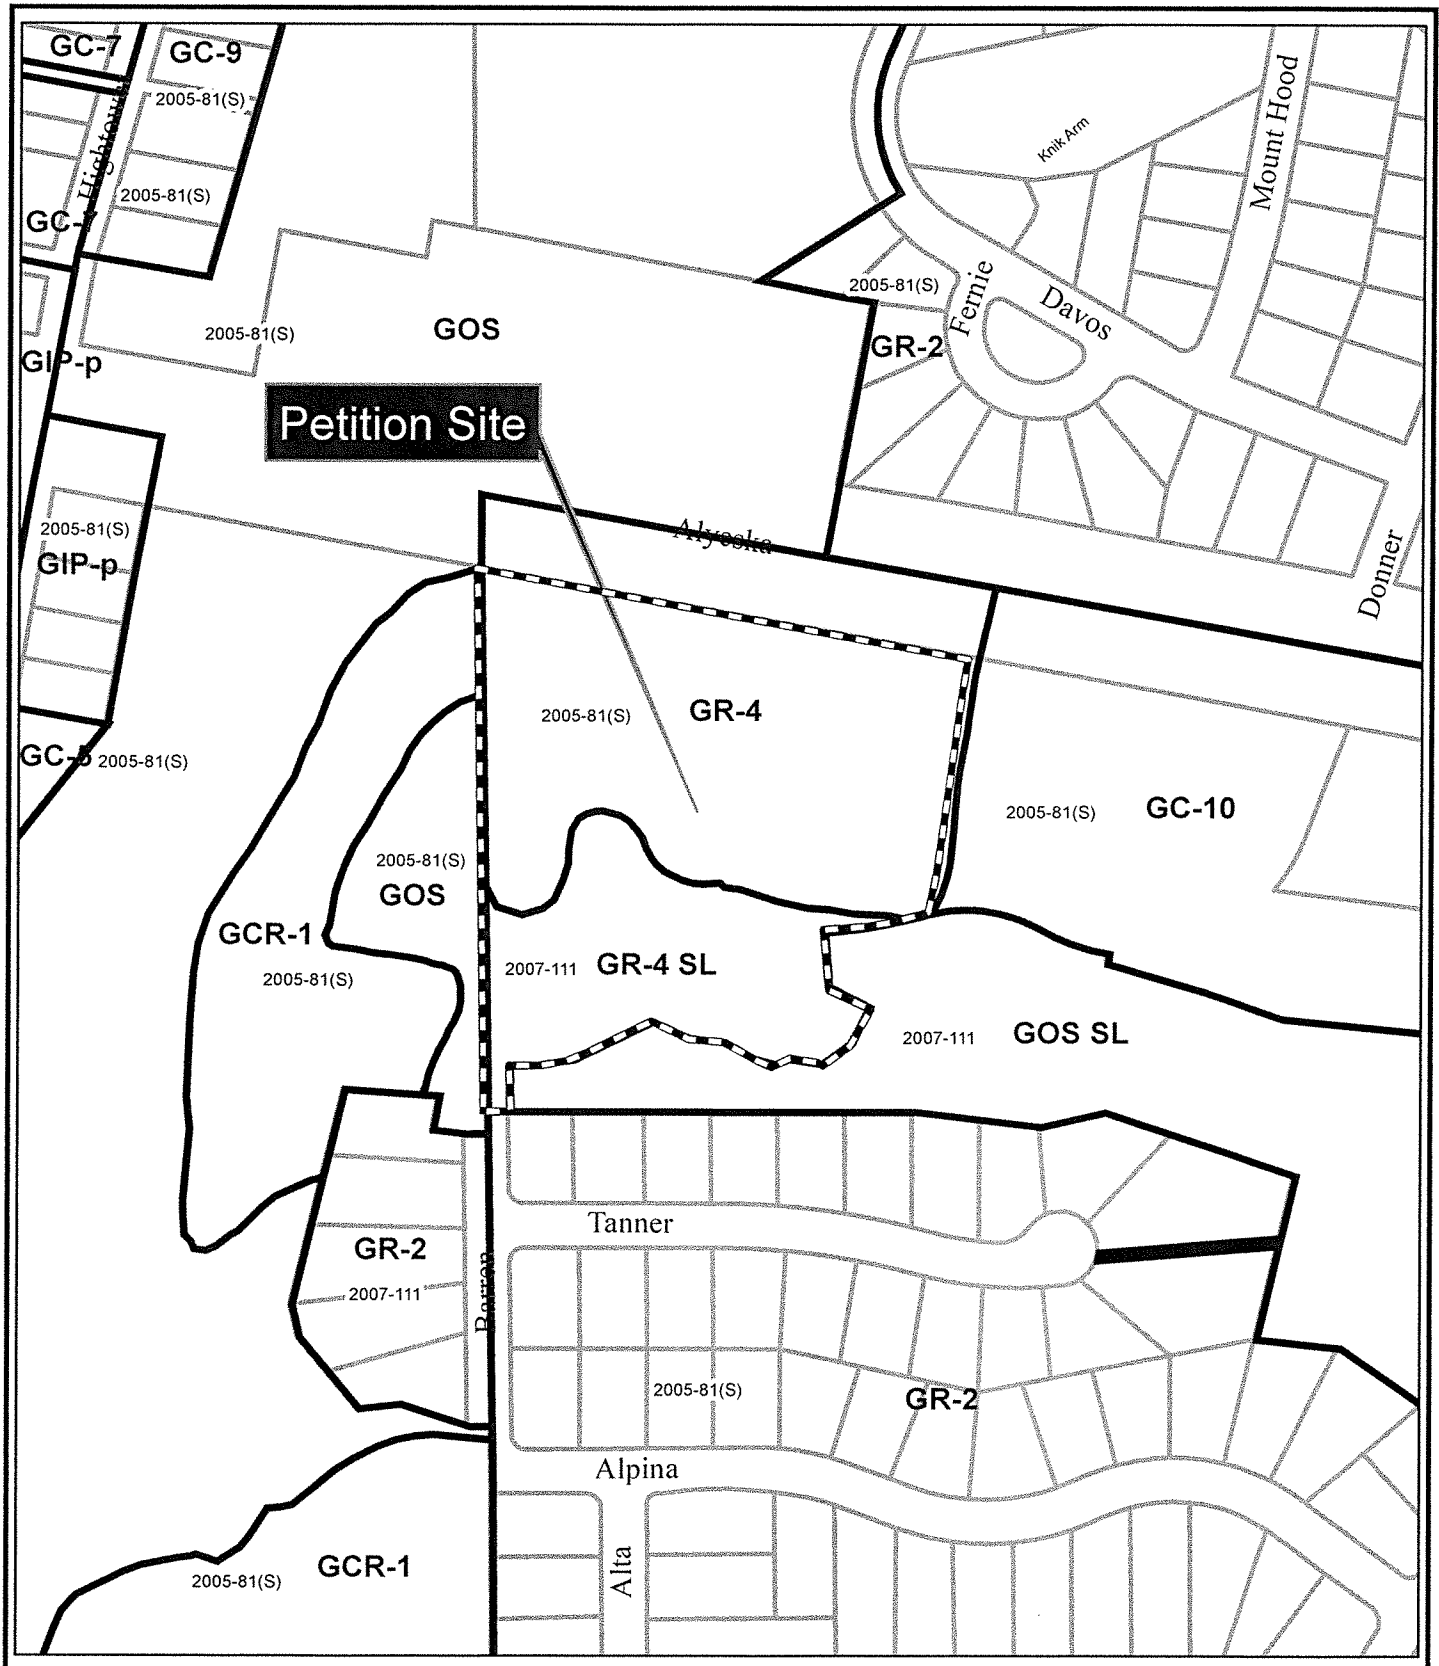 GC-7
GC-9
2005-81(S)
Hightower
2005-81(S)
GC-7
Knik Arm
Mount Hood
2005-81(S)
Fernie
Davos
2005-81(S)
GOS
GR-2
GIP-p
Petition Site
2005-81(S)
GIP-p
Alyeska
Donner
2005-81(S)
GR-4
GC-5
2005-81(S)
2005-81(S)
GC-10
2005-81(S)
GOS
GCR-1
2005-81(S)
2007-111
GR-4 SL
2007-111
GOS SL
Tanner
GR-2
2007-111
Barren
2005-81(S)
GR-2
Alpina
Alta
GCR-1
2005-81(S)